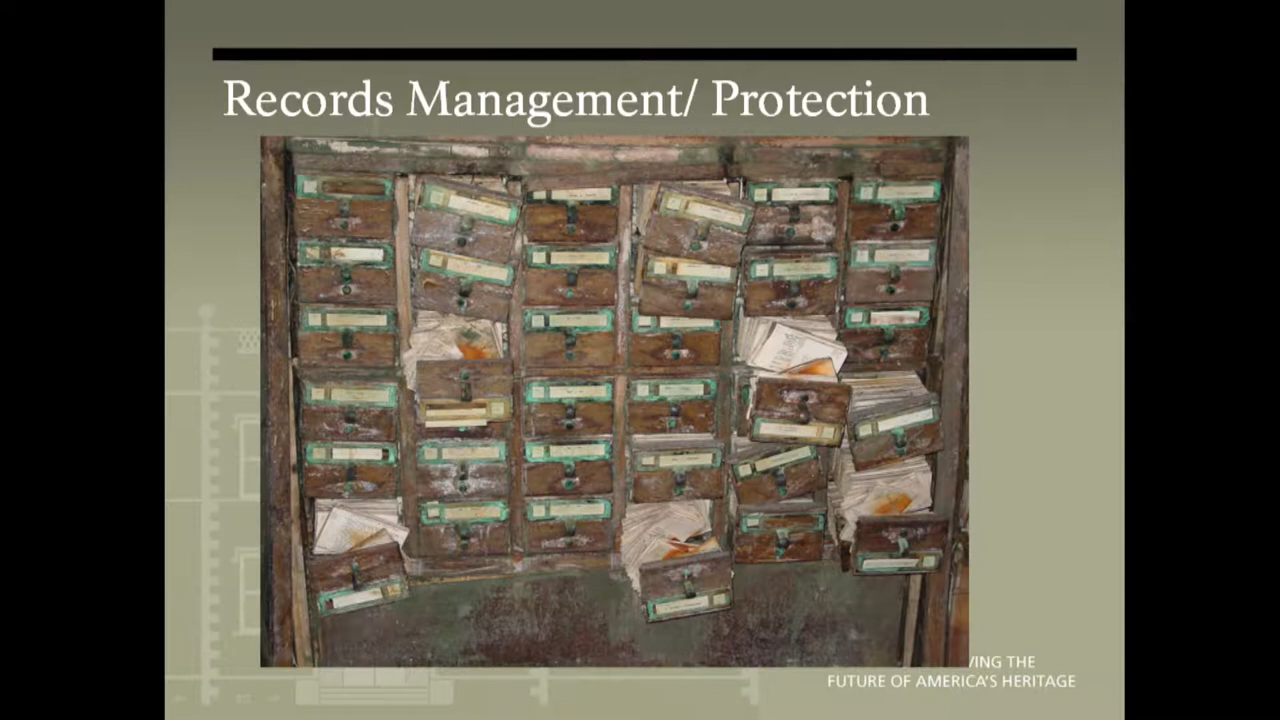 Records Management/ Protection
VING THE
FUTURE OF AMERICA'S HERITAGE